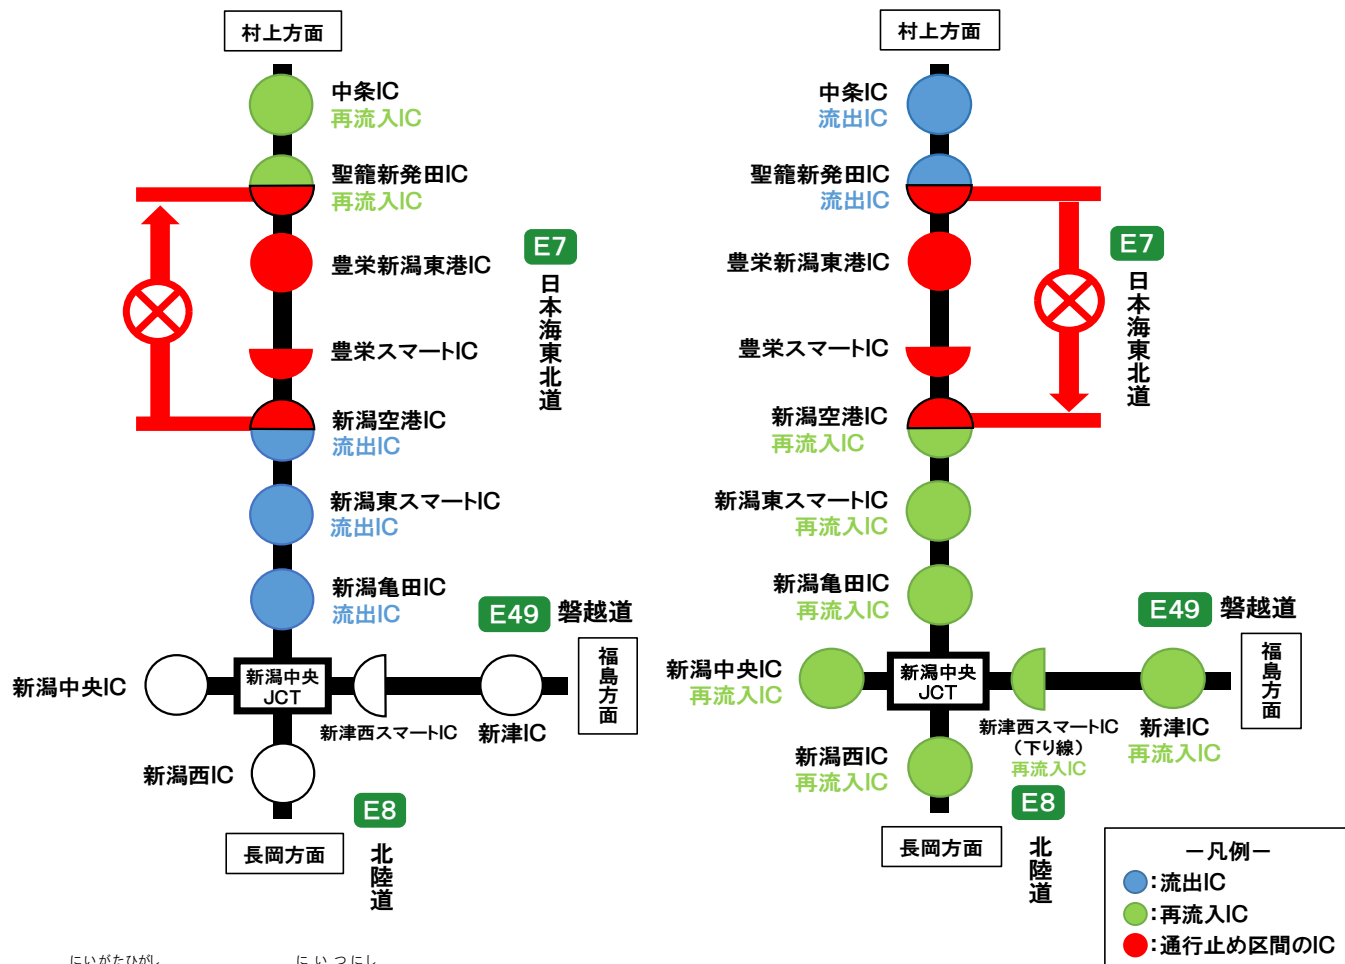 村上方面
中条IC
再流入IC
聖籠新発田IC
再流入IC
豊栄新潟東港IC
豊栄スマートIC
新潟空港IC
流出IC
新潟東スマートIC
流出IC
新潟亀田IC
流出IC
E7
日本海東北道
E49 磐越道
新潟中央IC
新潟中央
JCT
新津西スマートIC
新津IC
福島方面
新潟西IC
E8
北陸道
長岡方面
村上方面
中条IC
流出IC
聖籠新発田IC
流出IC
豊栄新潟東港IC
豊栄スマートIC
新潟空港IC
再流入IC
新潟東スマートIC
再流入IC
新潟亀田IC
再流入IC
E7
日本海東北道
E49 磐越道
新潟中央IC
再流入IC
新潟中央
JCT
新津西スマートIC
(下り線)
再流入IC
新津IC
再流入IC
福島方面
新潟西IC
再流入IC
E8
北陸道
長岡方面
－凡例－
：流出IC
：再流入IC
：通行止め区間のIC
にいがたひがし にいつにし